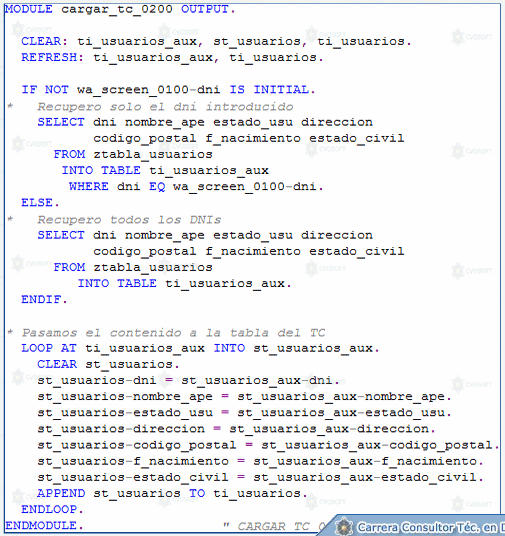 MODULE cargar_tc_0200 OUTPUT.
CLEAR: ti_usuarios_aux, st_usuarios, ti_usuarios.
REFRESH: ti_usuarios_aux, ti_usuarios.
IF NOT wa_screen_0100-dni IS INITIAL.
* Recupero solo el dni introducido
SELECT dni nombre_ape estado_usu direccion
codigo_postal f_nacimiento estado_civil
FROM ztabla_usuarios
INTO TABLE ti_usuarios_aux
WHERE dni EQ wa_screen_0100-dni.
ELSE.
* Recupero todos los DNIs
SELECT dni nombre_ape estado_usu direccion
codigo_postal f_nacimiento estado_civil
FROM ztabla_usuarios
INTO TABLE ti_usuarios_aux.
ENDIF.
* Pasamos el contenido a la tabla del TC
LOOP AT ti_usuarios_aux INTO st_usuarios_aux.
CLEAR st_usuarios.
st_usuarios-dni = st_usuarios_aux-dni.
st_usuarios-nombre_ape = st_usuarios_aux-nombre_ape.
st_usuarios-estado_usu = st_usuarios_aux-estado_usu.
st_usuarios-direccion = st_usuarios_aux-direccion.
st_usuarios-codigo_postal = st_usuarios_aux-codigo_postal.
st_usuarios-f_nacimiento = st_usuarios_aux-f_nacimiento.
st_usuarios-estado_civil = st_usuarios_aux-estado_civil.
APPEND st_usuarios TO ti_usuarios.
ENDLOOP.
ENDMODULE. " CARGAR_TC_0
Carrera Consultor Téc. en D